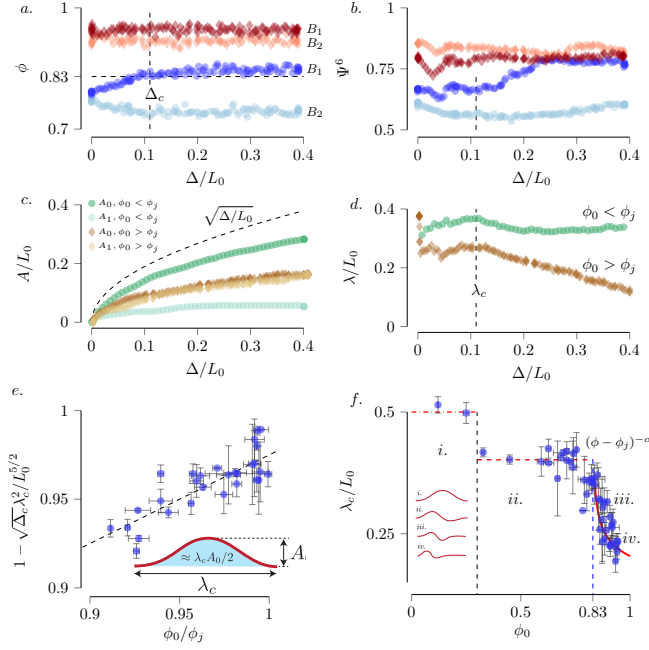 a.
1
0.83
0.7
ϕ
B₁
B₂
B₁
B₂
Δc
0
0.1
0.2
0.3
0.4
Δ/L₀
b.
1
0.75
0.5
Ψ⁶
0
0.1
0.2
0.3
0.4
Δ/L₀
c.
A₀, ϕ₀ < ϕⱼ
A₁, ϕ₀ < ϕⱼ
A₀, ϕ₀ > ϕⱼ
A₁, ϕ₀ > ϕⱼ
√Δ/L₀
0.4
0.2
0
A/L₀
0
0.1
0.2
0.3
0.4
Δ/L₀
d.
0.4
0.2
0
λ/L₀
ϕ₀ < ϕⱼ
ϕ₀ > ϕⱼ
λc
0
0.1
0.2
0.3
0.4
Δ/L₀
e.
1
0.95
0.9
1 − √Δcλc²/L₀^5/2
≈ λcA₀/2
A
λc
0.9
0.95
1
ϕ₀/ϕⱼ
f.
0.5
0.25
λc/L₀
(ϕ − ϕⱼ)^−α
i.
ii.
iii.
iv.
i.
ii.
iii.
iv.
0
0.5
0.83
1
ϕ₀